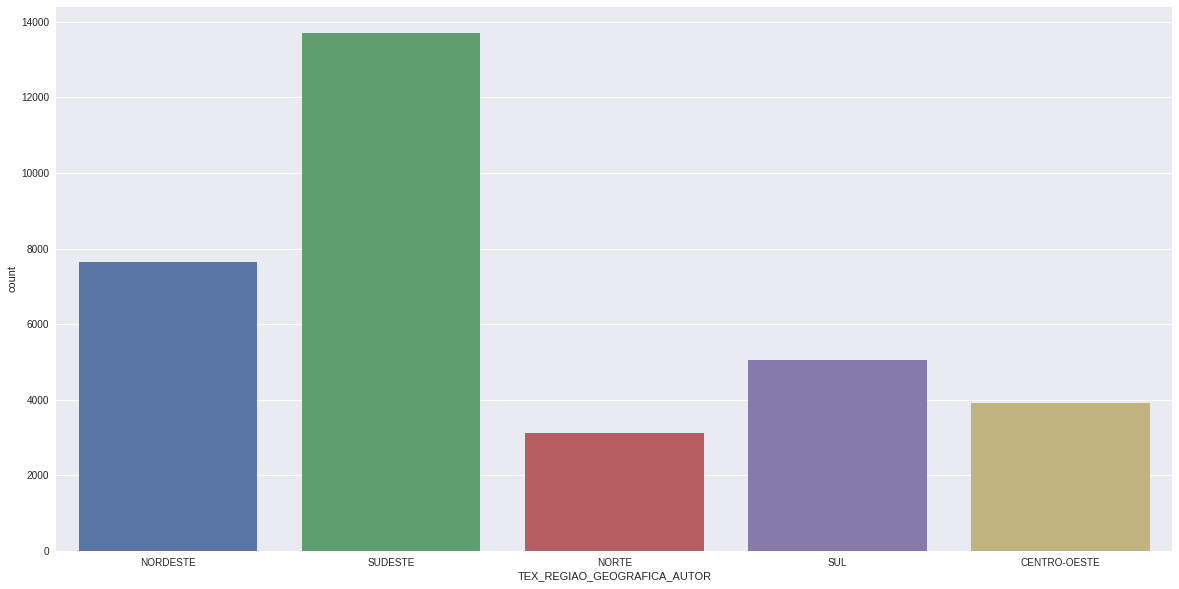 14000
12000
10000
8000
6000
4000
2000
0
count
NORDESTE
SUDESTE
NORTE
SUL
CENTRO-OESTE
TEX_REGIAO_GEOGRAFICA_AUTOR